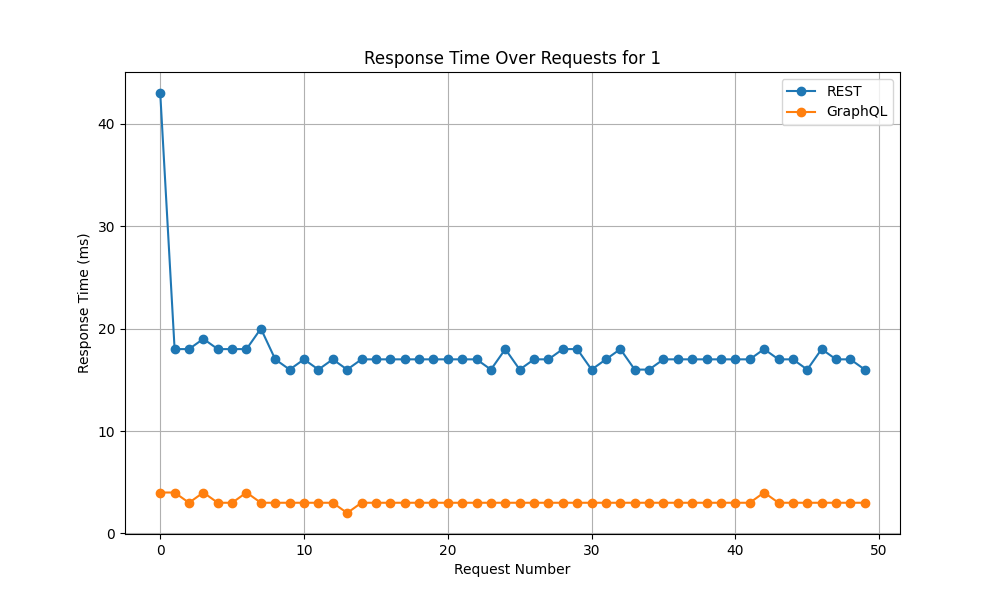 Response Time Over Requests for 1
REST
GraphQL
Response Time (ms)
40
30
20
10
0
0 10 20 30 40 50
Request Number